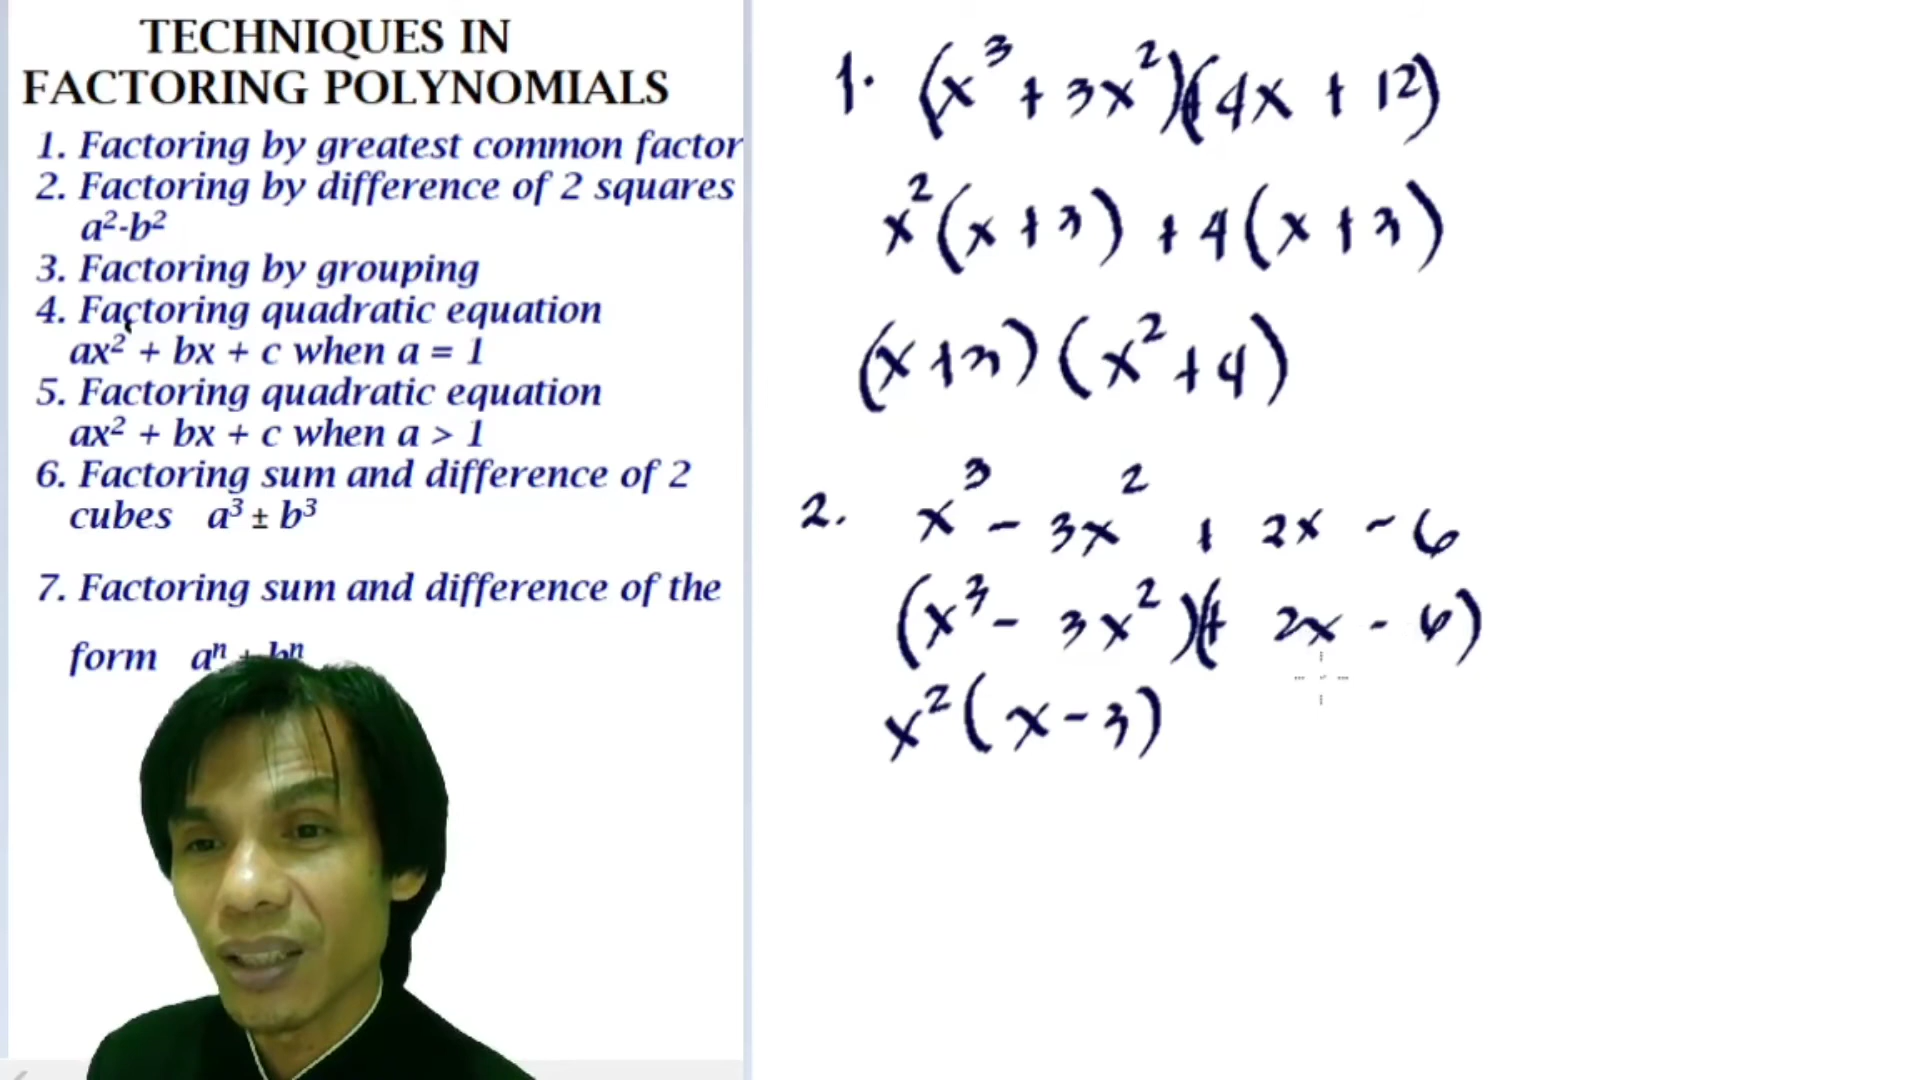 TECHNIQUES IN
FACTORING POLYNOMIALS
1. Factoring by greatest common factor
2. Factoring by difference of 2 squares
a²-b²
3. Factoring by grouping
4. Factoring quadratic equation
ax² + bx + c when a = 1
5. Factoring quadratic equation
ax² + bx + c when a > 1
6. Factoring sum and difference of 2
cubes a³ ± b³
7. Factoring sum and difference of the
form aⁿ ± bⁿ
1. (x³ + 3x²)(+4x + 12)
x²(x+3) + 4(x+3)
(x+3)(x²+4)
2. x³ - 3x² + 2x - 6
(x³ - 3x²)(+ 2x - 6)
x²(x-3)